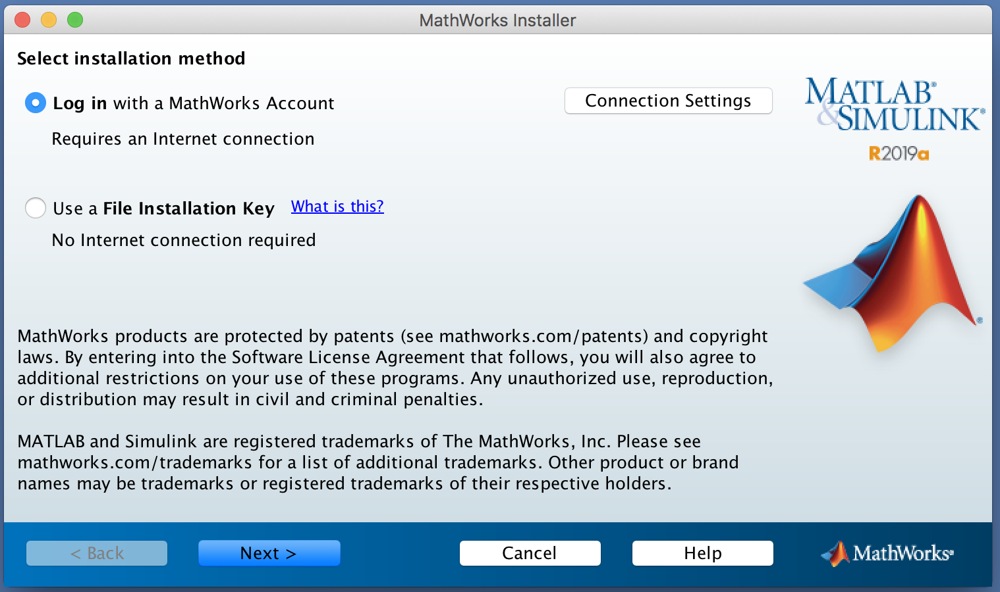 MathWorks Installer
Select installation method
Log in with a MathWorks Account
Connection Settings
Requires an Internet connection
MATLAB®
&SIMULINK®
R2019a
Use a File Installation Key What is this?
No Internet connection required
®
MathWorks products are protected by patents (see mathworks.com/patents) and copyright
laws. By entering into the Software License Agreement that follows, you will also agree to
additional restrictions on your use of these programs. Any unauthorized use, reproduction,
or distribution may result in civil and criminal penalties.
MATLAB and Simulink are registered trademarks of The MathWorks, Inc. Please see
mathworks.com/trademarks for a list of additional trademarks. Other product or brand
names may be trademarks or registered trademarks of their respective holders.
< Back
Next >
Cancel
Help
MathWorks®